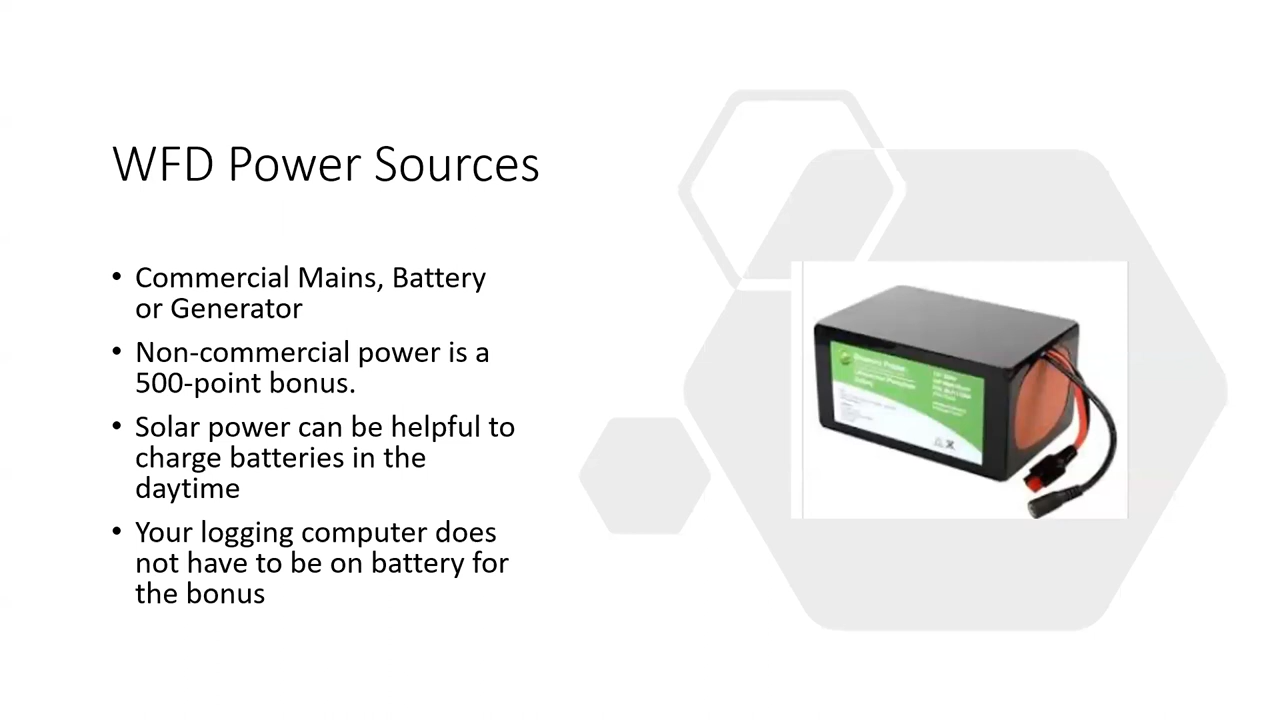 WFD Power Sources
• Commercial Mains, Battery
or Generator
• Non-commercial power is a
500-point bonus.
• Solar power can be helpful to
charge batteries in the
daytime
• Your logging computer does
not have to be on battery for
the bonus